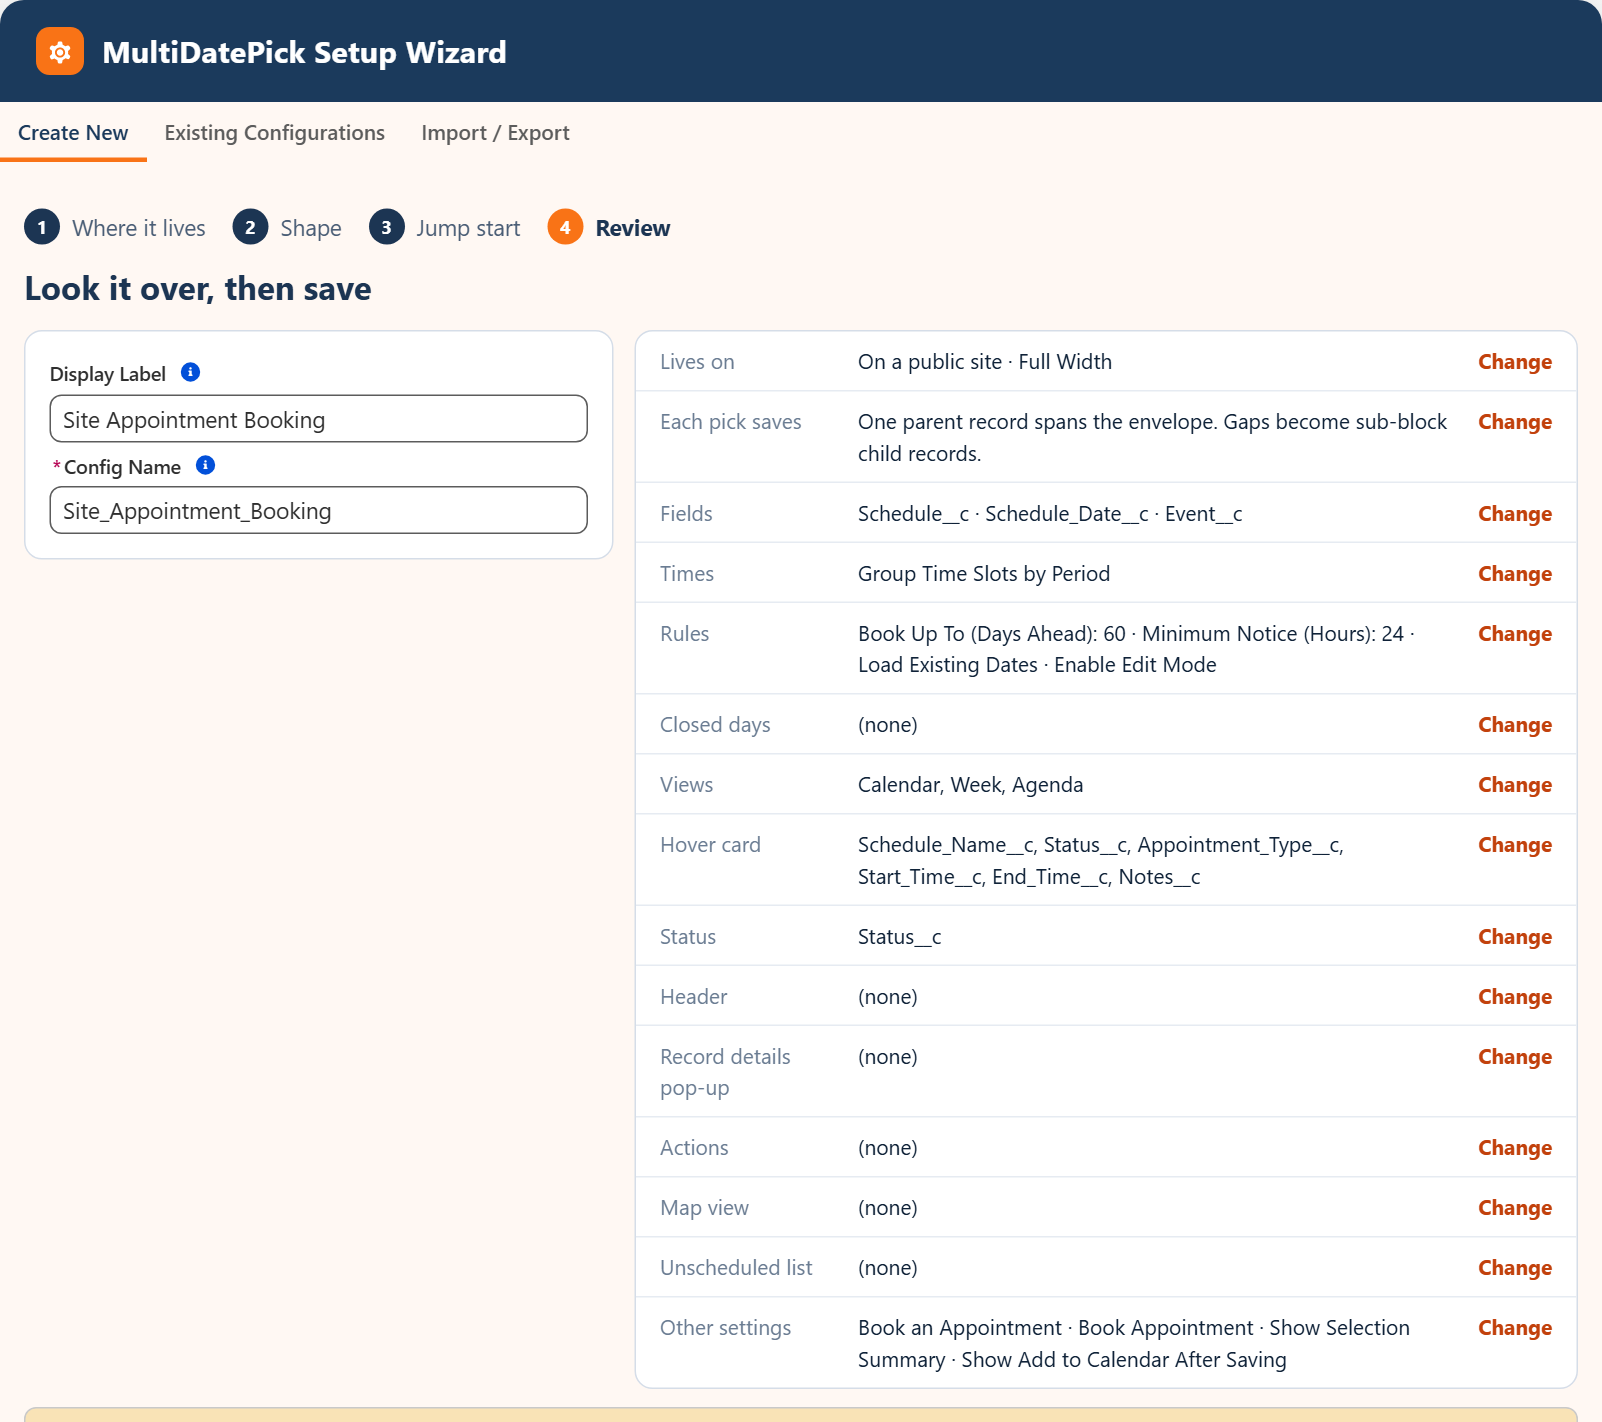 MultiDatePick Setup Wizard
Create New
Existing Configurations
Import / Export
1 Where it lives
2 Shape
3 Jump start
4 Review
Look it over, then save
Display Label
Site Appointment Booking
*Config Name
Site_Appointment_Booking
Lives on
On a public site · Full Width
Change
Each pick saves
One parent record spans the envelope. Gaps become sub-block
child records.
Change
Fields
Schedule__c · Schedule_Date__c · Event__c
Change
Times
Group Time Slots by Period
Change
Rules
Book Up To (Days Ahead): 60 · Minimum Notice (Hours): 24 ·
Load Existing Dates · Enable Edit Mode
Change
Closed days
(none)
Change
Views
Calendar, Week, Agenda
Change
Hover card
Schedule_Name__c, Status__c, Appointment_Type__c,
Start_Time__c, End_Time__c, Notes__c
Change
Status
Status__c
Change
Header
(none)
Change
Record details
pop-up
(none)
Change
Actions
(none)
Change
Map view
(none)
Change
Unscheduled list
(none)
Change
Other settings
Book an Appointment · Book Appointment · Show Selection
Summary · Show Add to Calendar After Saving
Change